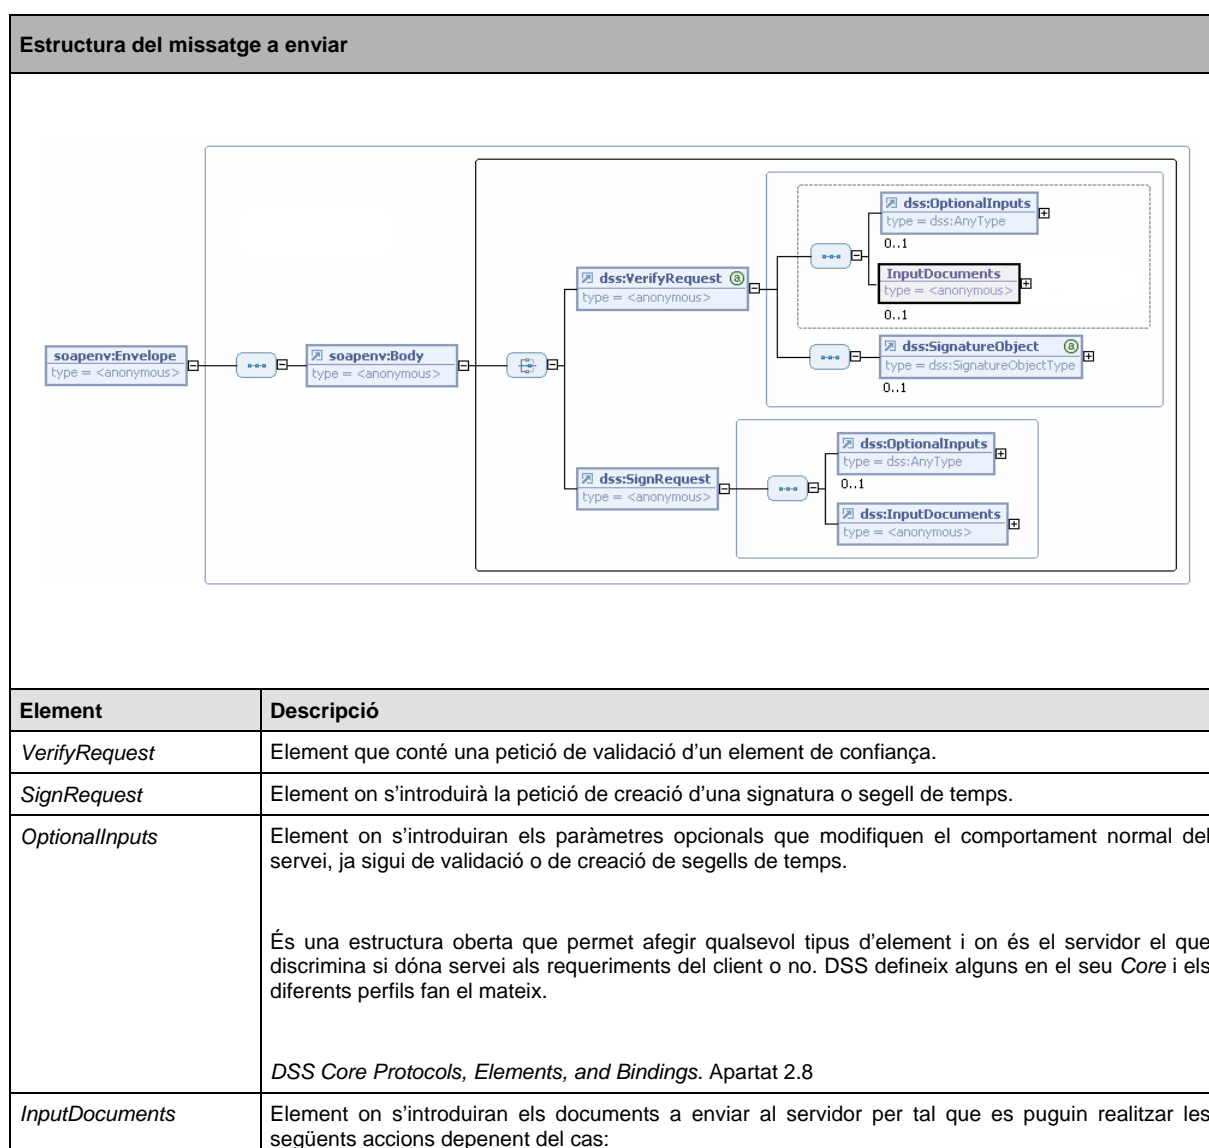 Estructura del missatge a enviar
dss:OptionalInputs
type = dss:AnyType
0..1
InputDocuments
type = <anonymous>
0..1
dss:VerifyRequest a
type = <anonymous>
dss:SignatureObject a
type = dss:SignatureObjectType
0..1
soapenv:Envelope
type = <anonymous>
soapenv:Body
type = <anonymous>
dss:SignRequest
type = <anonymous>
dss:OptionalInputs
type = dss:AnyType
0..1
dss:InputDocuments
type = <anonymous>
Element Descripció
VerifyRequest Element que conté una petició de validació d’un element de confiança.
SignRequest Element on s’introduirà la petició de creació d’una signatura o segell de temps.
OptionalInputs Element on s’introduiran els paràmetres opcionals que modifiquen el comportament normal del
servei, ja sigui de validació o de creació de segells de temps.
És una estructura oberta que permet afegir qualsevol tipus d’element i on és el servidor el que
discrimina si dóna servei als requeriments del client o no. DSS defineix alguns en el seu Core i els
diferents perfils fan el mateix.
DSS Core Protocols, Elements, and Bindings. Apartat 2.8
InputDocuments Element on s’introduiran els documents a enviar al servidor per tal que es puguin realitzar les
següents accions depenent del cas: